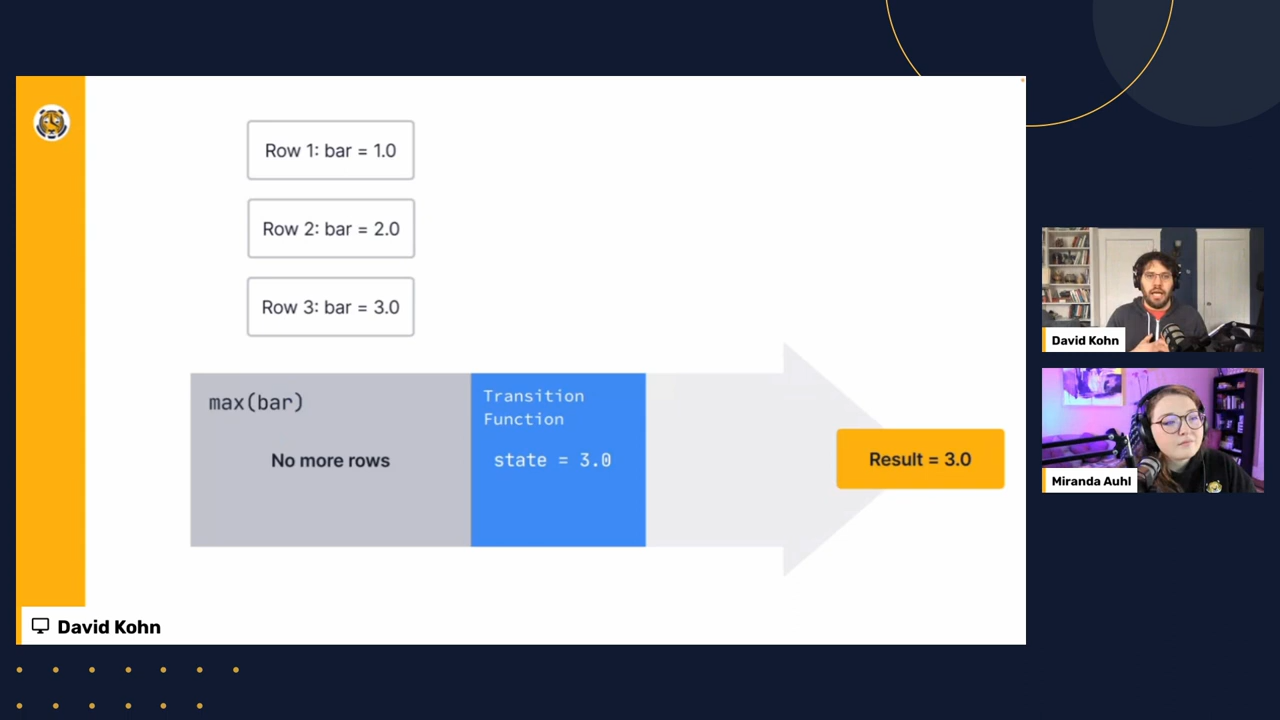 Row 1: bar = 1.0
Row 2: bar = 2.0
Row 3: bar = 3.0
max(bar)
No more rows
Transition
Function
state = 3.0
Result = 3.0
David Kohn
David Kohn
Miranda Auhl